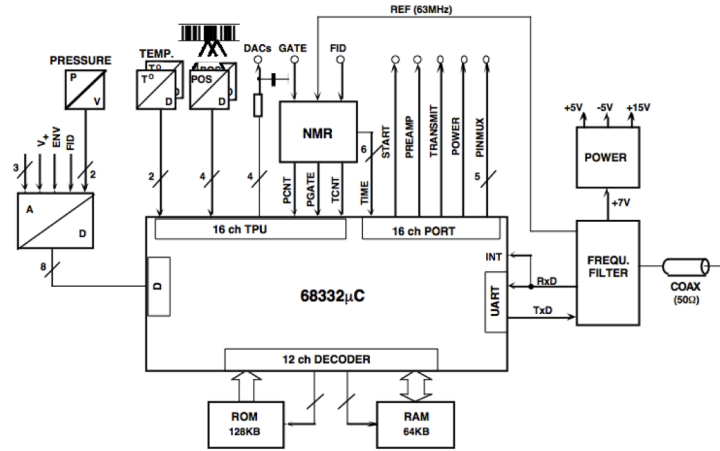 REF (63MHz)
PRESSURE
P
V
TEMP.
T°
T°
D
D
POS
POS
D
D
DACs
GATE
FID
NMR
START
PREAMP
TRANSMIT
POWER
PINMUX
+5V
-5V
+15V
POWER
+7V
3
V+
ENV
FID
2
2
4
4
PCNT
PGATE
TCNT
6
TIME
5
A
D
8
16 ch TPU
16 ch PORT
D
68332µC
INT
UART
RxD
TxD
FREQU.
FILTER
COAX
(50Ω)
12 ch DECODER
ROM
128KB
RAM
64KB